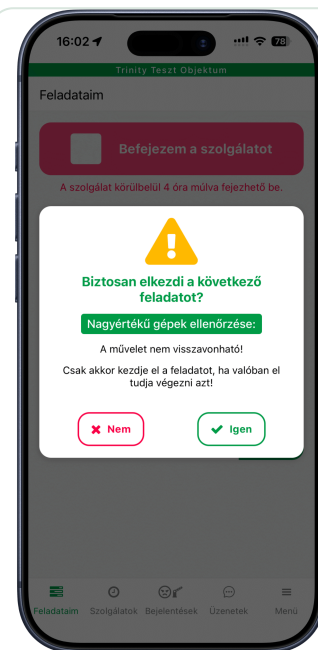 16:02
78
Trinity Teszt Objektum
Feladataim
Befejezem a szolgálatot
A szolgálat körülbelül 4 óra múlva fejezhető be.
Biztosan elkezdi a következő
feladatot?
Nagyértékű gépek ellenőrzése:
A művelet nem visszavonható!
Csak akkor kezdje el a feladatot, ha valóban el
tudja végezni azt!
Nem
Igen
Feladataim Szolgálatok Bejelentések Üzenetek Menü